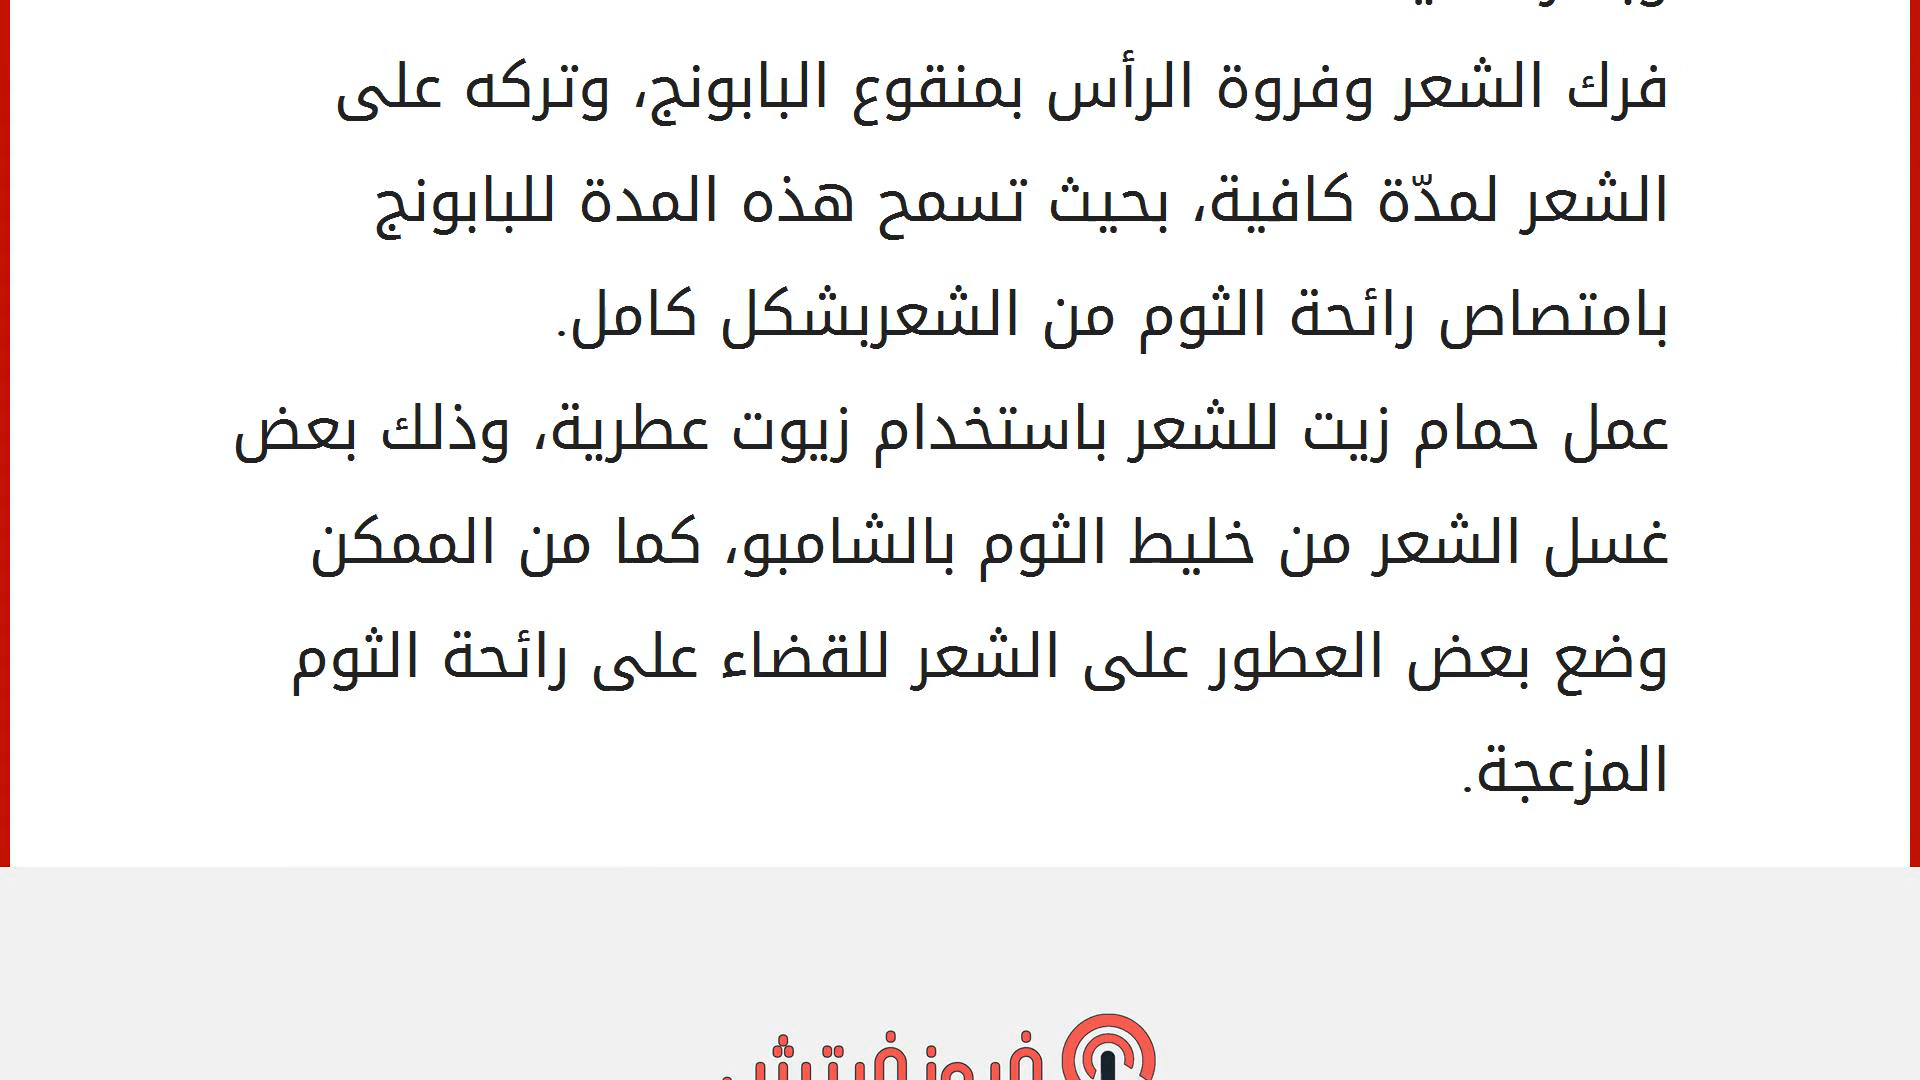 فرك الشعر وفروة الرأس بمنقوع البابونج، وتركه على
الشعر لمدّة كافية، بحيث تسمح هذه المدة للبابونج
بامتصاص رائحة الثوم من الشعربشكل كامل.
عمل حمام زيت للشعر باستخدام زيوت عطرية، وذلك بعض
غسل الشعر من خليط الثوم بالشامبو، كما من الممكن
وضع بعض العطور على الشعر للقضاء على رائحة الثوم
المزعجة.